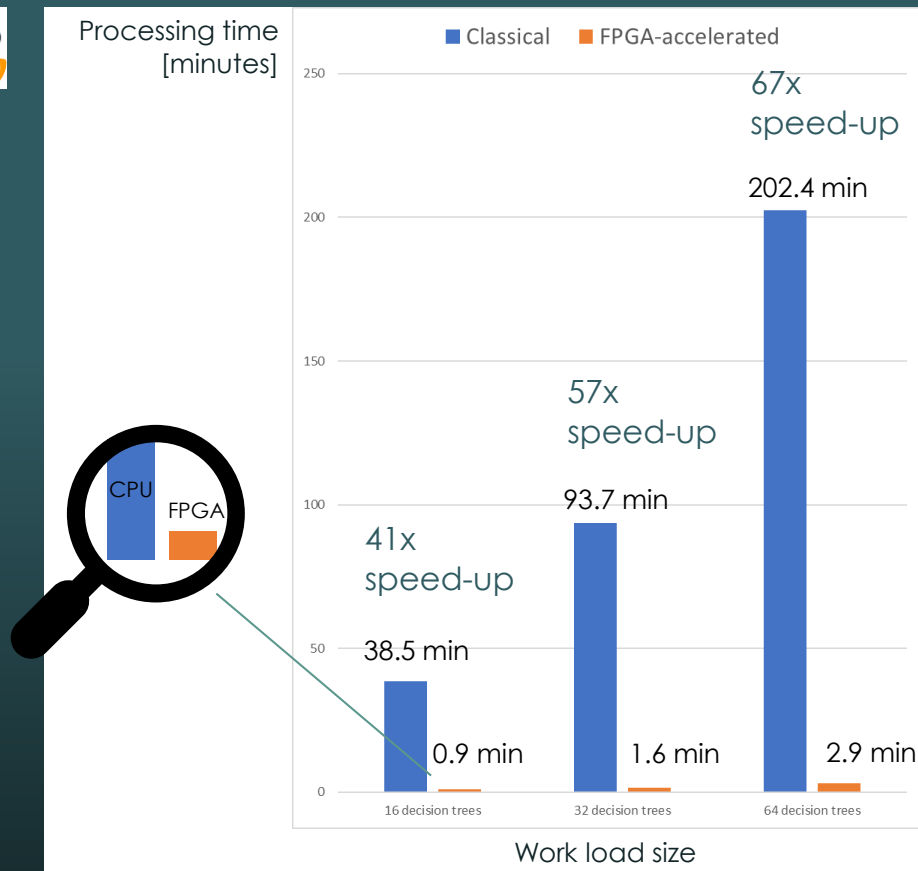 Processing time
[minutes]
Classical FPGA-accelerated
250
67x
speed-up
202.4 min
200
150
57x
speed-up
93.7 min
100
CPU
FPGA
41x
speed-up
50
38.5 min
0.9 min
1.6 min
2.9 min
0
16 decision trees
32 decision trees
64 decision trees
Work load size